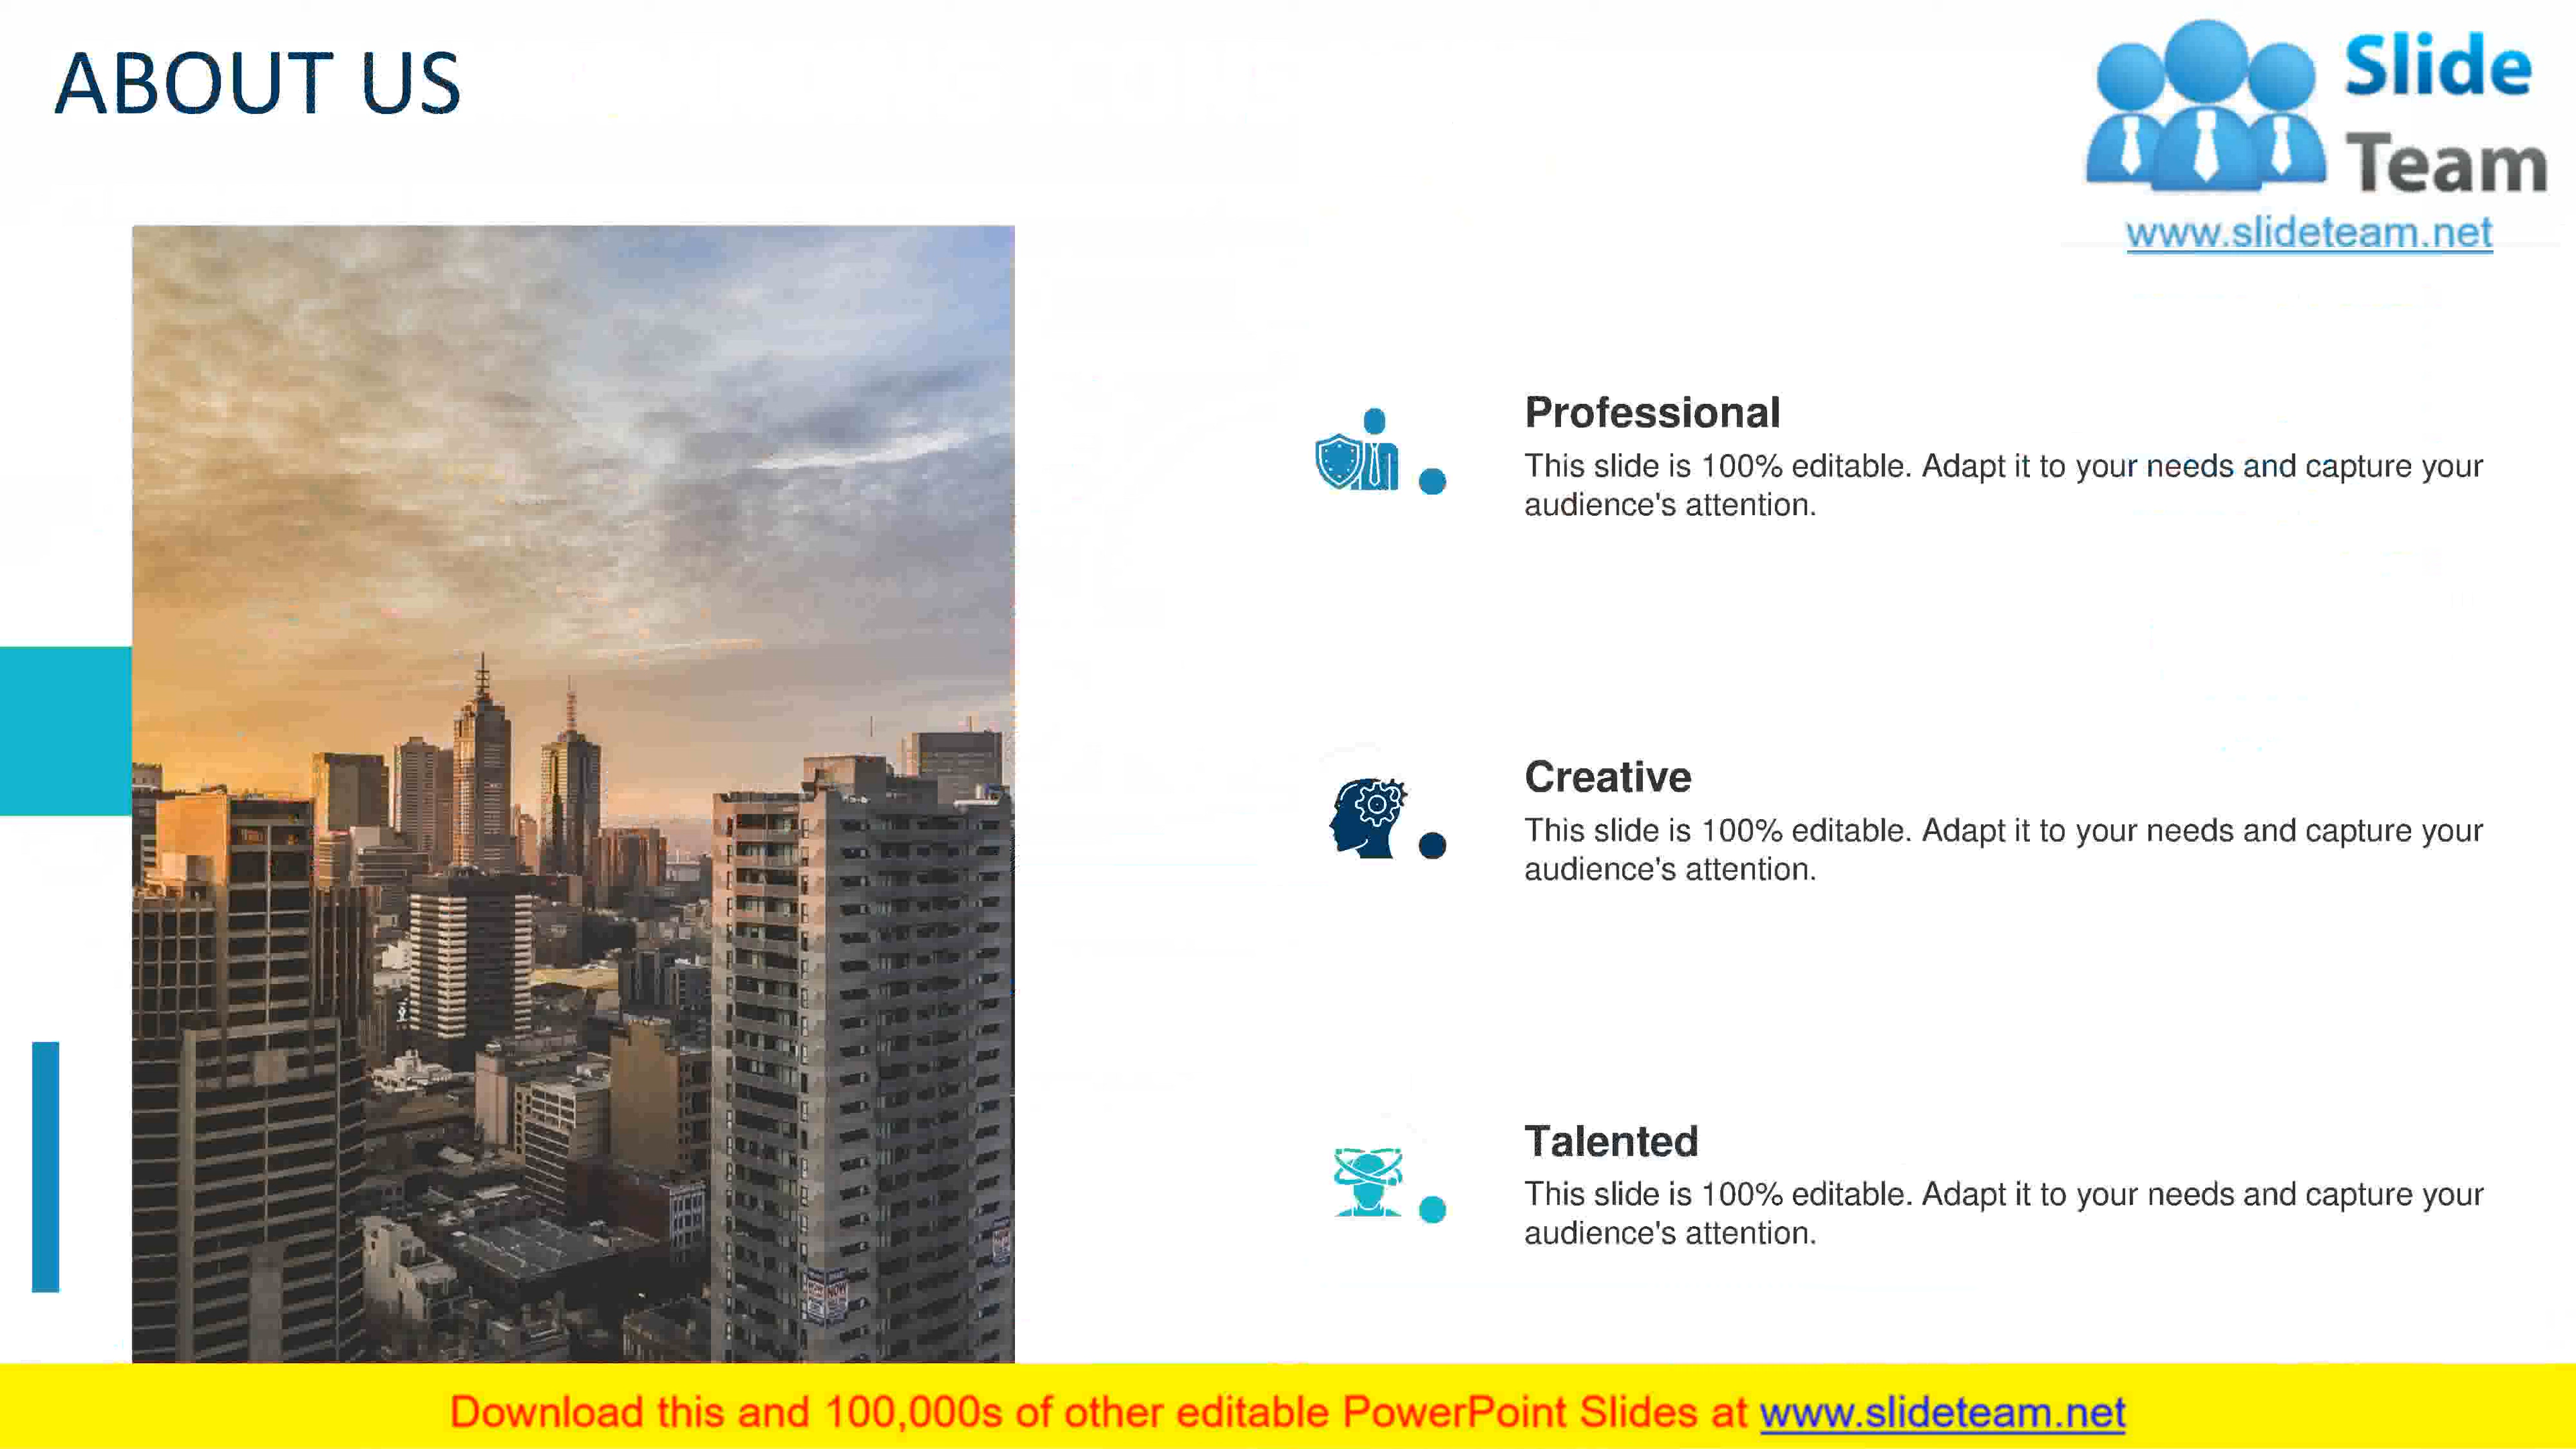 ABOUT US
Slide
Team
www.slideteam.net
Professional
This slide is 100% editable. Adapt it to your needs and capture your
audience's attention.
Creative
This slide is 100% editable. Adapt it to your needs and capture your
audience's attention.
Talented
This slide is 100% editable. Adapt it to your needs and capture your
audience's attention.
Download this and 100,000s of other editable PowerPoint Slides at www.slideteam.net